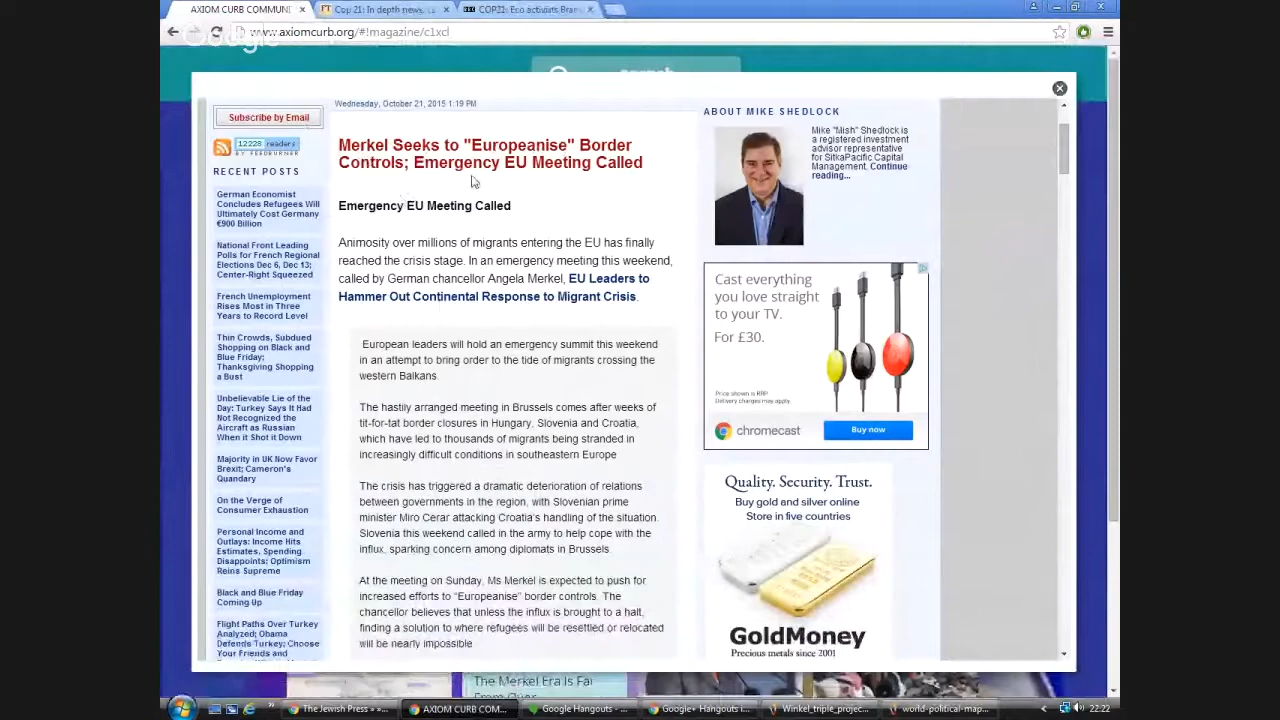 AXIOM CURB COMMUNI
Cop 21: In depth news,
COP21: Eco activists Bran
www.axiomcurb.org/#!magazine/c1xcl
Google
search
Wednesday, October 21, 2015 1:19 PM
Subscribe by Email
12228 readers
BY FEEDBURNER
RECENT POSTS
German Economist
Concludes Refugees Will
Ultimately Cost Germany
€900 Billion
National Front Leading
Polls for French Regional
Elections Dec 6, Dec 13;
Center-Right Squeezed
French Unemployment
Rises Most in Three
Years to Record Level
Thin Crowds, Subdued
Shopping on Black and
Blue Friday;
Thanksgiving Shopping
a Bust
Unbelievable Lie of the
Day: Turkey Says It Had
Not Recognized the
Aircraft as Russian
When it Shot it Down
Majority in UK Now Favor
Brexit; Cameron's
Quandary
On the Verge of
Consumer Exhaustion
Personal Income and
Outlays: Income Hits
Estimates, Spending
Disappoints; Optimism
Reins Supreme
Black and Blue Friday
Coming Up
Flight Paths Over Turkey
Analyzed; Obama
Defends Turkey; Choose
Your Friends and
Merkel Seeks to "Europeanise" Border
Controls; Emergency EU Meeting Called
Emergency EU Meeting Called
Animosity over millions of migrants entering the EU has finally
reached the crisis stage. In an emergency meeting this weekend,
called by German chancellor Angela Merkel, EU Leaders to
Hammer Out Continental Response to Migrant Crisis.
European leaders will hold an emergency summit this weekend
in an attempt to bring order to the tide of migrants crossing the
western Balkans.
The hastily arranged meeting in Brussels comes after weeks of
tit-for-tat border closures in Hungary, Slovenia and Croatia,
which have led to thousands of migrants being stranded in
increasingly difficult conditions in southeastern Europe
The crisis has triggered a dramatic deterioration of relations
between governments in the region, with Slovenian prime
minister Miro Cerar attacking Croatia's handling of the situation.
Slovenia this weekend called in the army to help cope with the
influx, sparking concern among diplomats in Brussels.
At the meeting on Sunday, Ms Merkel is expected to push for
increased efforts to “Europeanise” border controls. The
chancellor believes that unless the influx is brought to a halt,
finding a solution to where refugees will be resettled or relocated
will be nearly impossible
ABOUT MIKE SHEDLOCK
Mike "Mish" Shedlock is
a registered investment
advisor representative
for SitkaPacific Capital
Management. Continue
reading...
Cast everything
you love straight
to your TV.
For £30.
Price shown is RRP
Delivery charges may apply.
chromecast
Buy now
Quality. Security. Trust.
Buy gold and silver online
Store in five countries
GoldMoney
Precious metals since 2001
The Merkel Era Is Far
From Over
The Jewish Press » »...
AXIOM CURB COM...
Google Hangouts - ...
Google+ Hangouts i...
Winkel_triple_projec...
world-political-map...
22:22